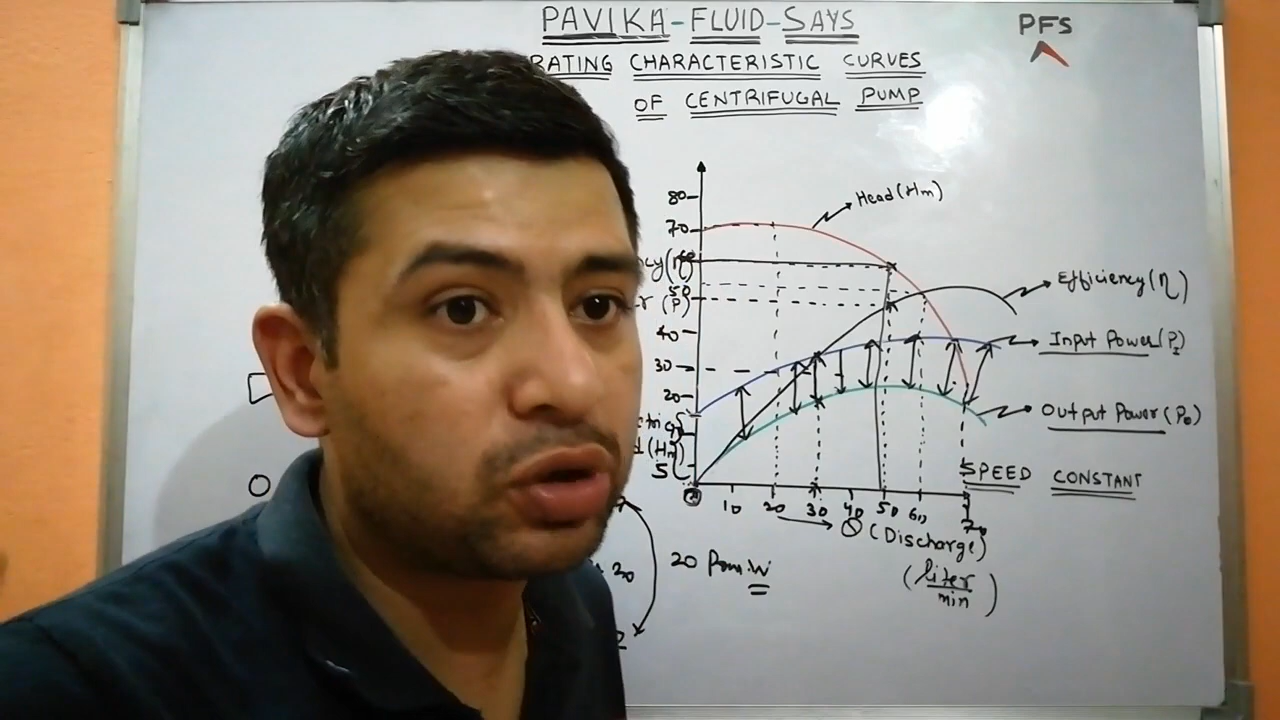 PAVIKA-FLUID-SAYS
PFS
RATING CHARACTERISTIC CURVES
OF CENTRIFUGAL PUMP
80
Head (Hm)
70
50
Efficiency (η)
(P)
40
Input Power (PI)
30
20
Output Power (Po)
(Hm)
5
SPEED CONSTANT
0
10 20 30 40 50 60 70
Q (Discharge)
(liter/min)
20
20